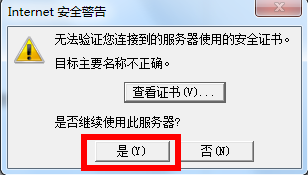 Internet 安全警告
无法验证您连接到的服务器使用的安全证书。
目标主要名称不正确。
查看证书(V)...
是否继续使用此服务器?
是(Y)
否(N)